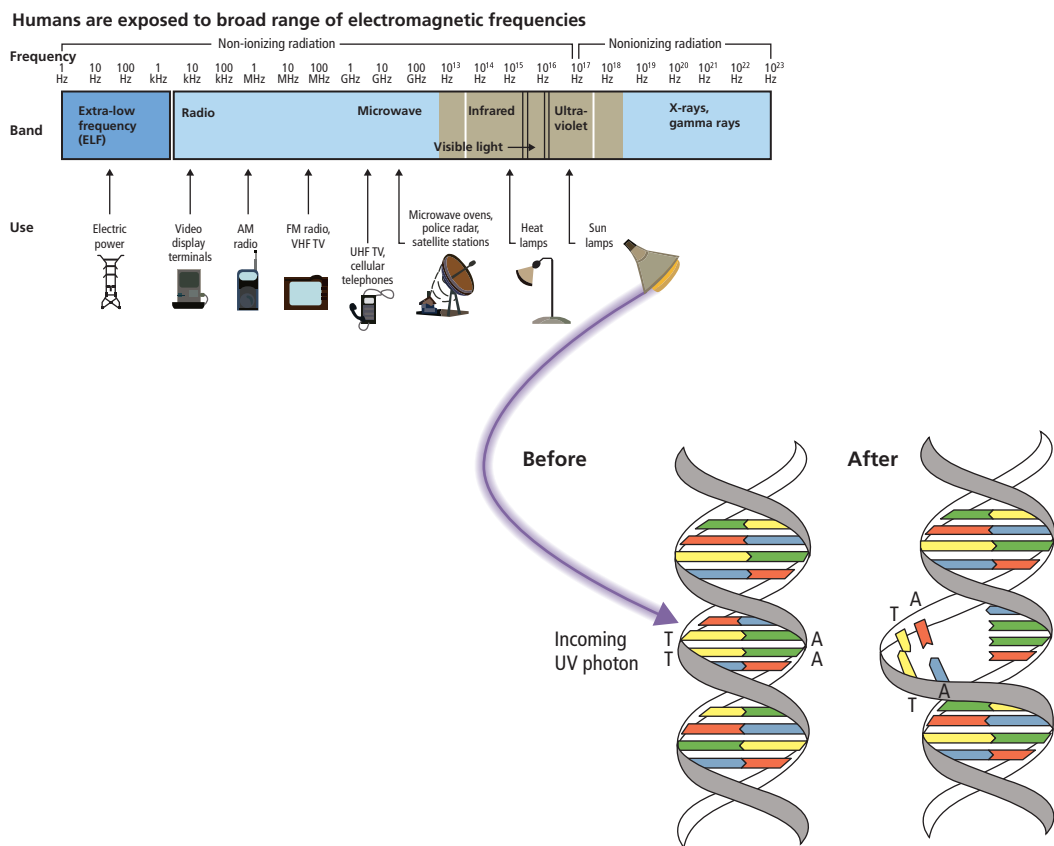 Humans are exposed to broad range of electromagnetic frequencies
Non-ionizing radiation
Nonionizing radiation
Frequency
1 Hz
10 Hz
100 Hz
1 kHz
10 kHz
100 kHz
1 MHz
10 MHz
100 MHz
1 GHz
10 GHz
100 GHz
10¹³ Hz
10¹⁴ Hz
10¹⁵ Hz
10¹⁶ Hz
10¹⁷ Hz
10¹⁸ Hz
10¹⁹ Hz
10²⁰ Hz
10²¹ Hz
10²² Hz
10²³ Hz
Band
Extra-low
frequency
(ELF)
Radio
Microwave
Infrared
Visible light
Ultra-
violet
X-rays,
gamma rays
Use
Electric
power
Video
display
terminals
AM
radio
FM radio,
VHF TV
UHF TV,
cellular
telephones
Microwave ovens,
police radar,
satellite stations
Heat
lamps
Sun
lamps
Before
After
Incoming
UV photon
T
T
A
A
A
T
A
T